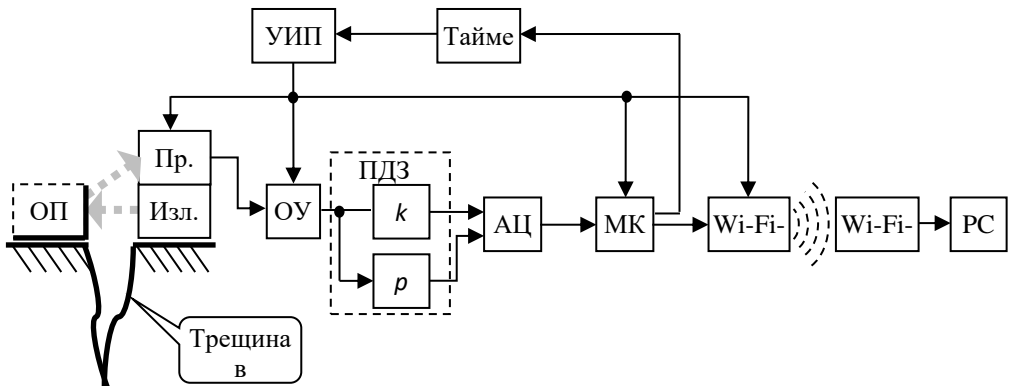 УИП
Тайме
Пр.
ПДЗ
ОП
Изл.
ОУ
k
АЦ
МК
Wi-Fi-
Wi-Fi-
PC
p
Трещина
в